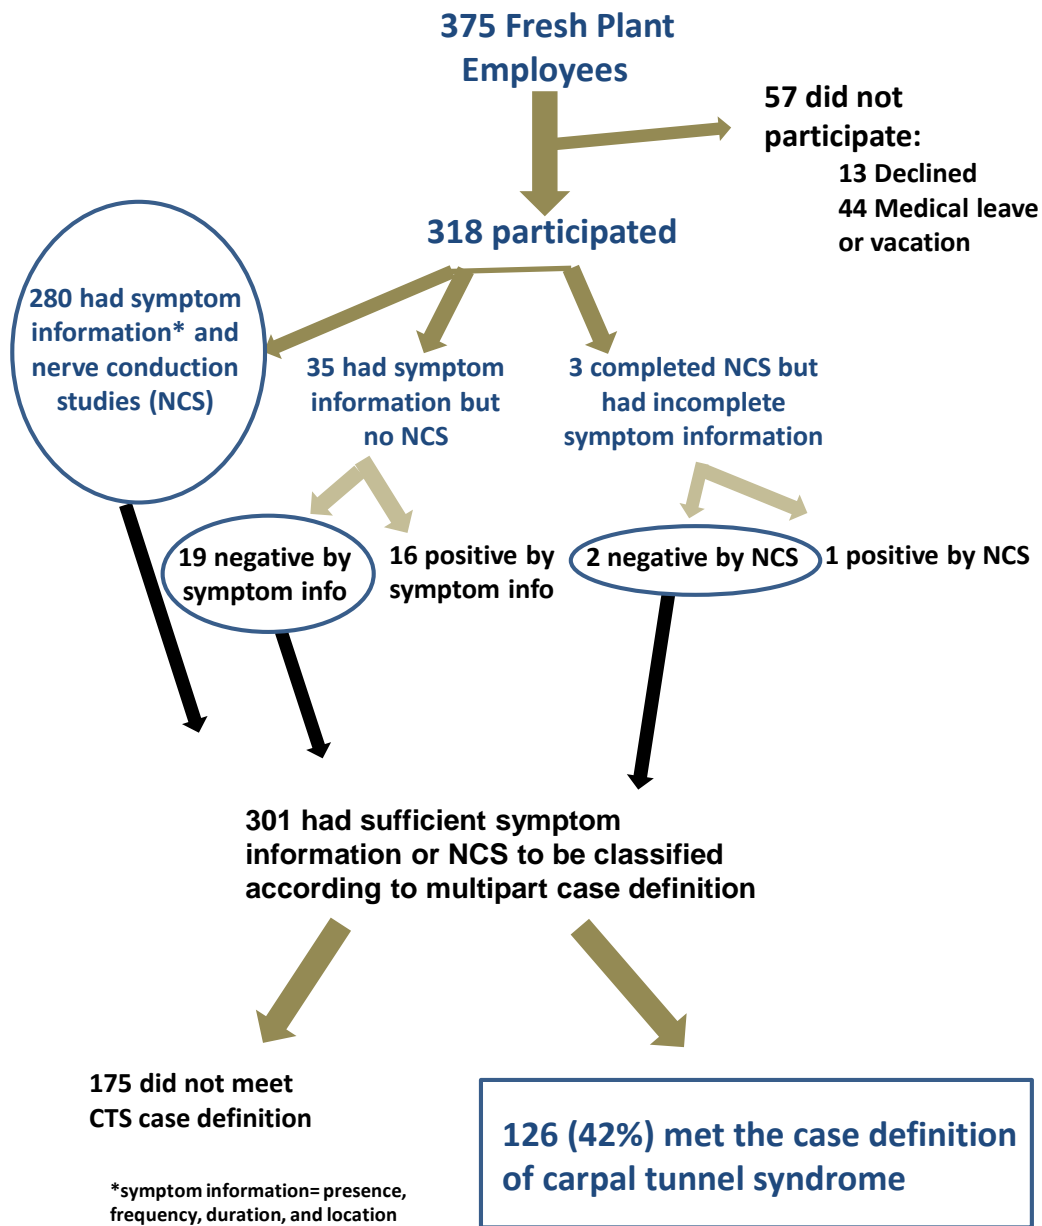 375 Fresh Plant
Employees
57 did not
participate:
13 Declined
44 Medical leave
or vacation
318 participated
280 had symptom
information* and
nerve conduction
studies (NCS)
35 had symptom
information but
no NCS
3 completed NCS but
had incomplete
symptom information
19 negative by
symptom info
16 positive by
symptom info
2 negative by NCS
1 positive by NCS
301 had sufficient symptom
information or NCS to be classified
according to multipart case definition
175 did not meet
CTS case definition
126 (42%) met the case definition
of carpal tunnel syndrome
*symptom information= presence,
frequency, duration, and location